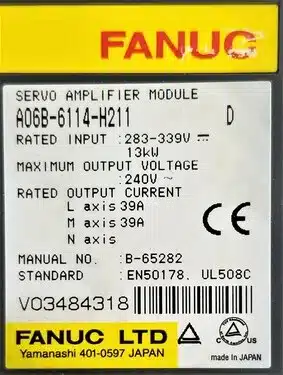 FANUC
SERVO AMPLIFIER MODULE
A06B-6114-H211 D
RATED INPUT : 283-339V ⎓
13kW
MAXIMUM OUTPUT VOLTAGE
: 240V ~
RATED OUTPUT CURRENT
L axis 39A
M axis 39A
N axis
MANUAL NO. : B-65282
STANDARD : EN50178. UL508C
CE
V03484318
FANUC LTD
Yamanashi 401-0597 JAPAN
MADE IN JAPAN